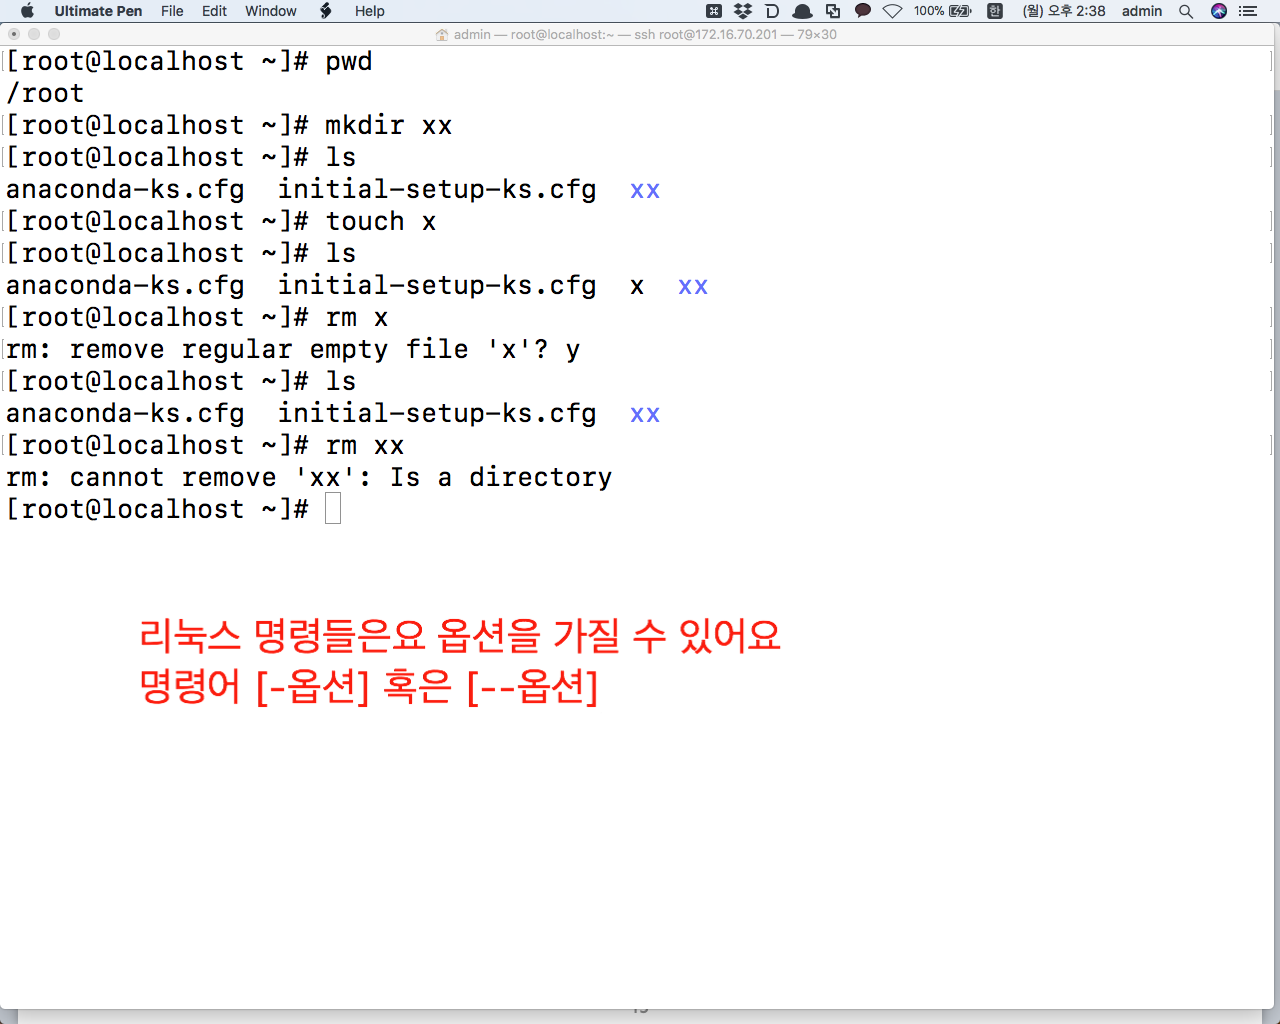 Ultimate Pen File Edit Window Help 100% 한 (월) 오후 2:38 admin
admin — root@localhost:~ — ssh root@172.16.70.201 — 79×30
[root@localhost ~]# pwd
/root
[root@localhost ~]# mkdir xx
[root@localhost ~]# ls
anaconda-ks.cfg  initial-setup-ks.cfg  xx
[root@localhost ~]# touch x
[root@localhost ~]# ls
anaconda-ks.cfg  initial-setup-ks.cfg  x  xx
[root@localhost ~]# rm x
rm: remove regular empty file 'x'? y
[root@localhost ~]# ls
anaconda-ks.cfg  initial-setup-ks.cfg  xx
[root@localhost ~]# rm xx
rm: cannot remove 'xx': Is a directory
[root@localhost ~]#
리눅스 명령들은요 옵션을 가질 수 있어요
명령어 [-옵션] 혹은 [--옵션]